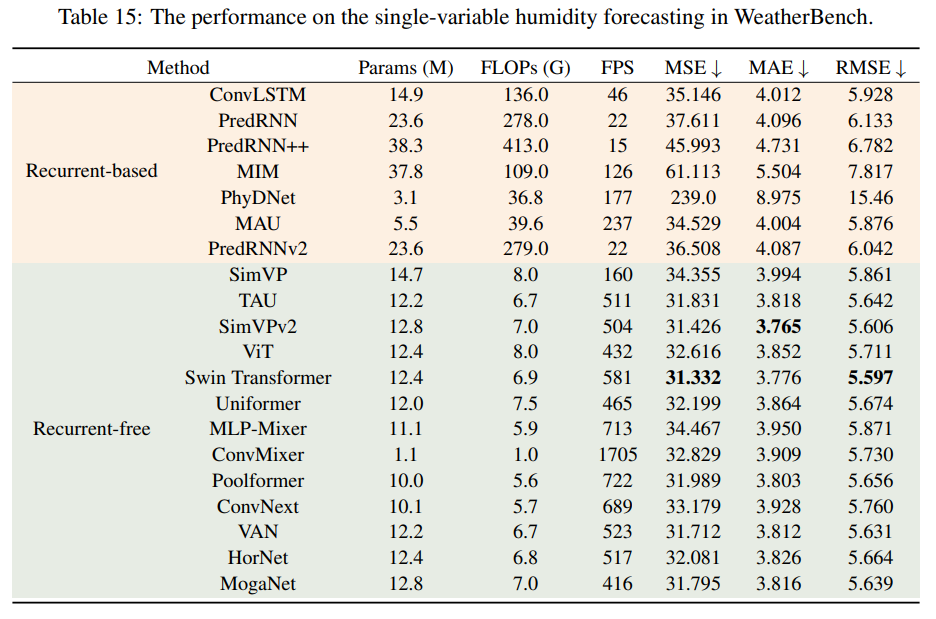 Table 15: The performance on the single-variable humidity forecasting in WeatherBench.
Method Params (M) FLOPs (G) FPS MSE ↓ MAE ↓ RMSE ↓
ConvLSTM 14.9 136.0 46 35.146 4.012 5.928
PredRNN 23.6 278.0 22 37.611 4.096 6.133
PredRNN++ 38.3 413.0 15 45.993 4.731 6.782
Recurrent-based MIM 37.8 109.0 126 61.113 5.504 7.817
PhyDNet 3.1 36.8 177 239.0 8.975 15.46
MAU 5.5 39.6 237 34.529 4.004 5.876
PredRNNv2 23.6 279.0 22 36.508 4.087 6.042
SimVP 14.7 8.0 160 34.355 3.994 5.861
TAU 12.2 6.7 511 31.831 3.818 5.642
SimVPv2 12.8 7.0 504 31.426 3.765 5.606
ViT 12.4 8.0 432 32.616 3.852 5.711
Swin Transformer 12.4 6.9 581 31.332 3.776 5.597
Uniformer 12.0 7.5 465 32.199 3.864 5.674
Recurrent-free MLP-Mixer 11.1 5.9 713 34.467 3.950 5.871
ConvMixer 1.1 1.0 1705 32.829 3.909 5.730
Poolformer 10.0 5.6 722 31.989 3.803 5.656
ConvNext 10.1 5.7 689 33.179 3.928 5.760
VAN 12.2 6.7 523 31.712 3.812 5.631
HorNet 12.4 6.8 517 32.081 3.826 5.664
MogaNet 12.8 7.0 416 31.795 3.816 5.639